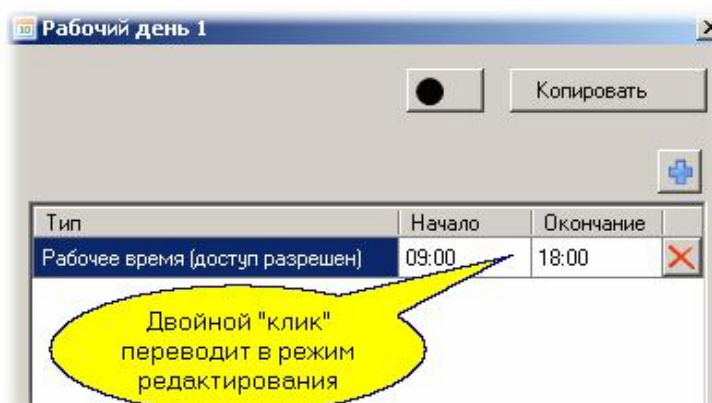 Рабочий день 1
Копировать
Тип Начало Окончание
Рабочее время (доступ разрешен) 09:00 18:00
Двойной "клик"
переводит в режим
редактирования